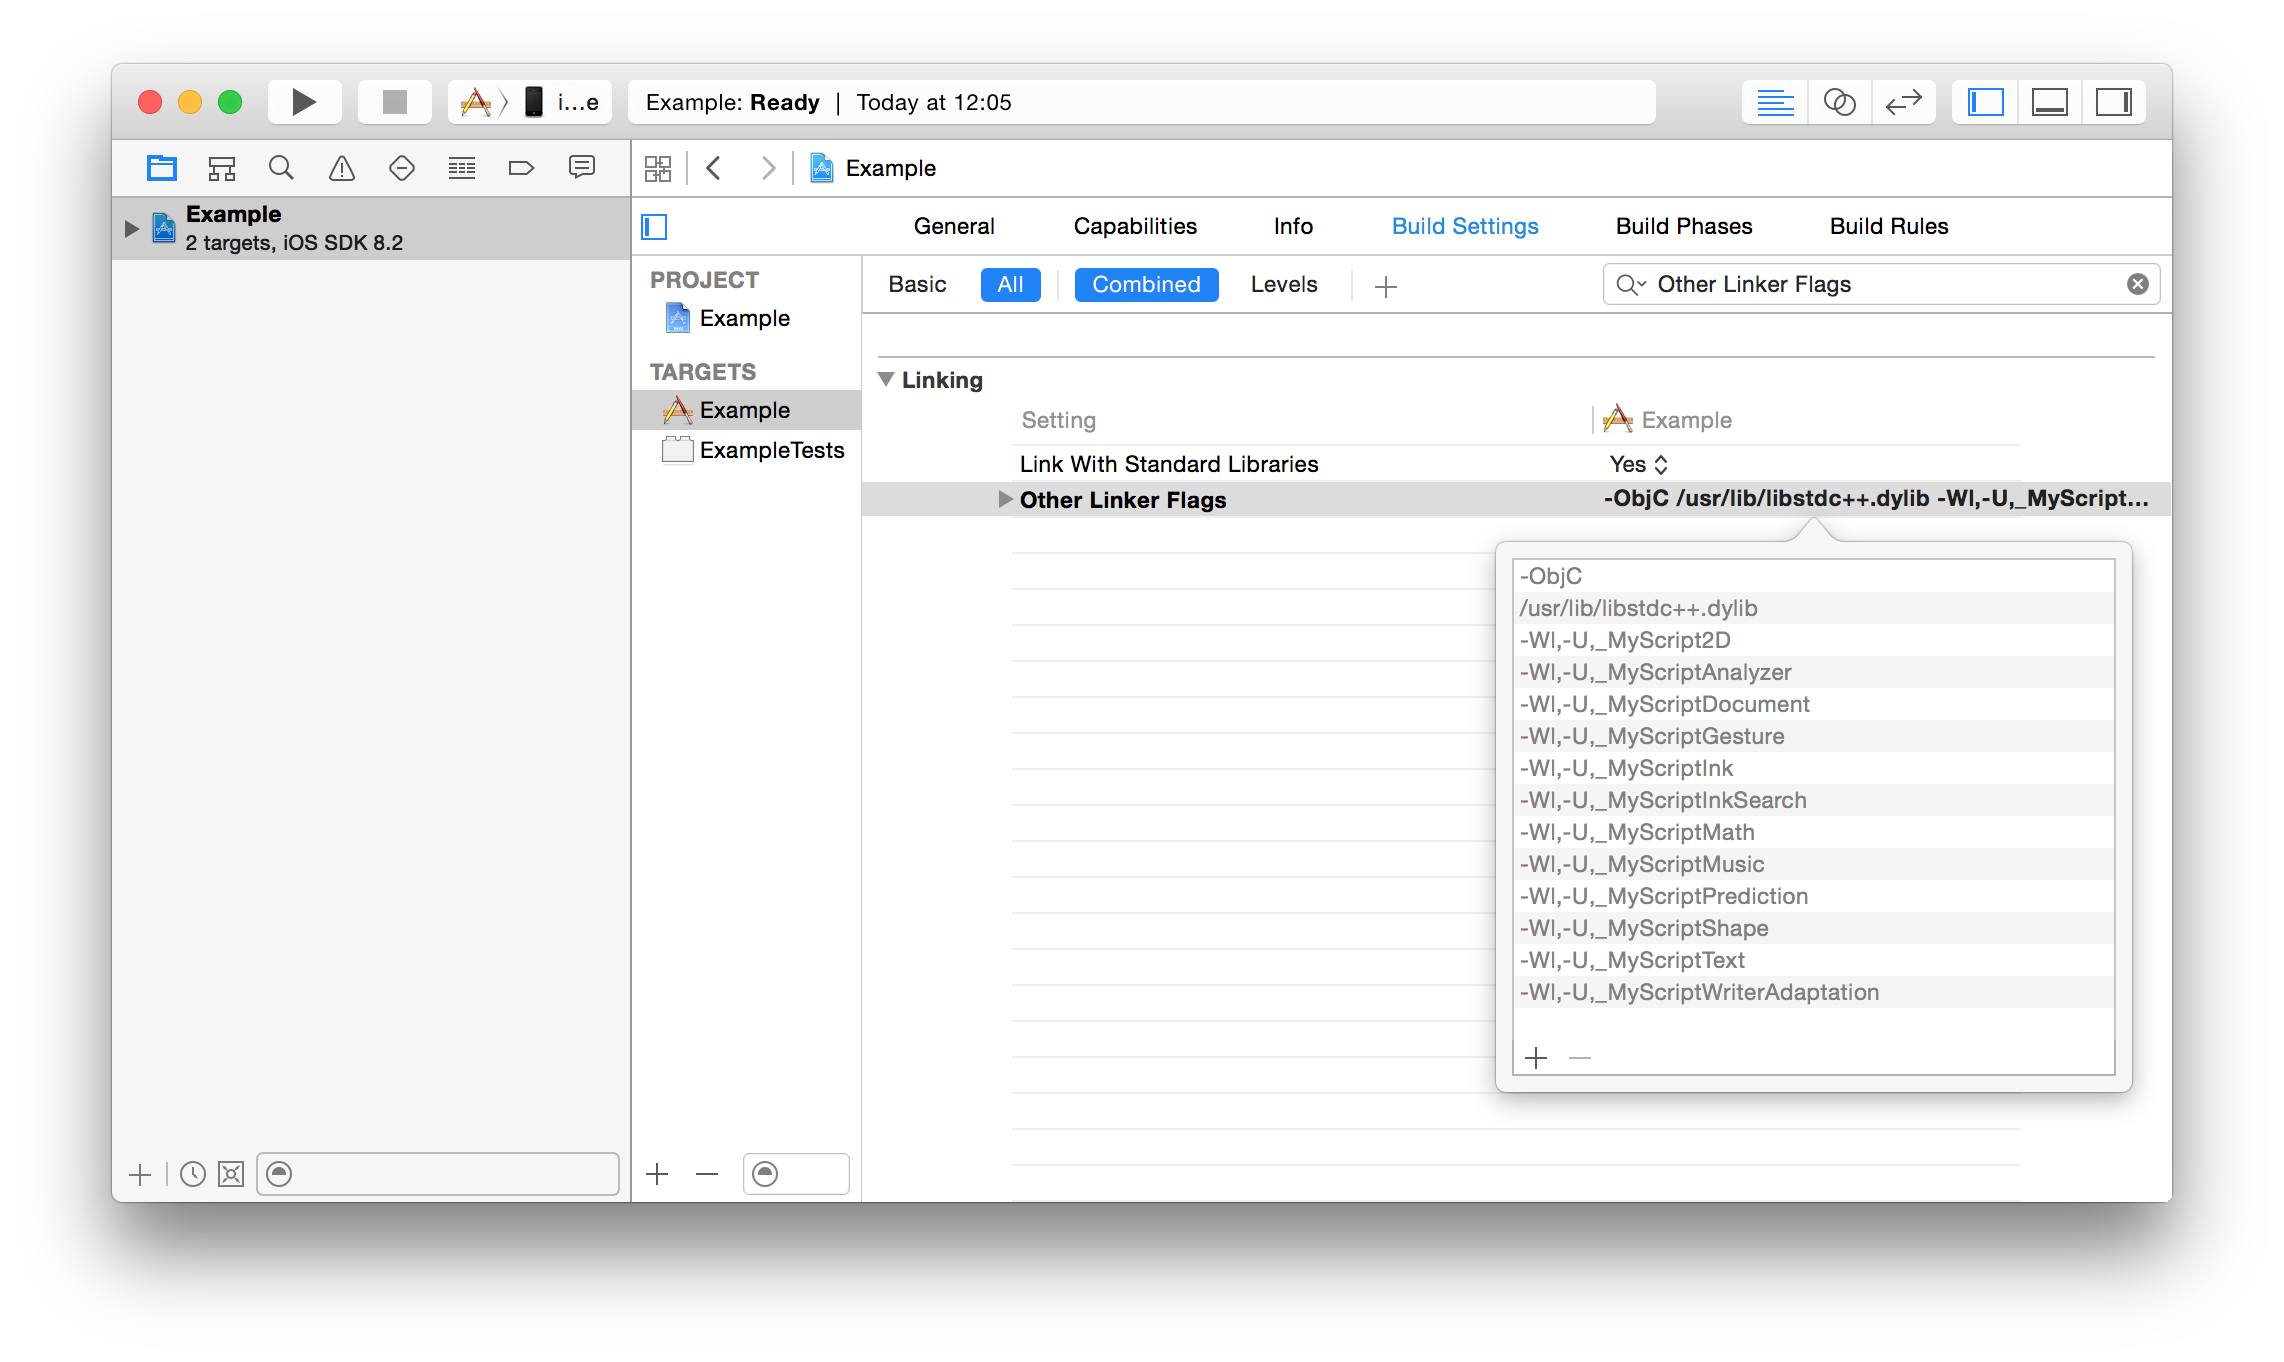 i...e
Example: Ready | Today at 12:05
Example
Example
2 targets, iOS SDK 8.2
General Capabilities Info Build Settings Build Phases Build Rules
PROJECT
Example
TARGETS
Example
ExampleTests
Basic All Combined Levels
Other Linker Flags
Linking
Setting Example
Link With Standard Libraries Yes
Other Linker Flags -ObjC /usr/lib/libstdc++.dylib -Wl,-U,_MyScript...
-ObjC
/usr/lib/libstdc++.dylib
-Wl,-U,_MyScript2D
-Wl,-U,_MyScriptAnalyzer
-Wl,-U,_MyScriptDocument
-Wl,-U,_MyScriptGesture
-Wl,-U,_MyScriptInk
-Wl,-U,_MyScriptInkSearch
-Wl,-U,_MyScriptMath
-Wl,-U,_MyScriptMusic
-Wl,-U,_MyScriptPrediction
-Wl,-U,_MyScriptShape
-Wl,-U,_MyScriptText
-Wl,-U,_MyScriptWriterAdaptation